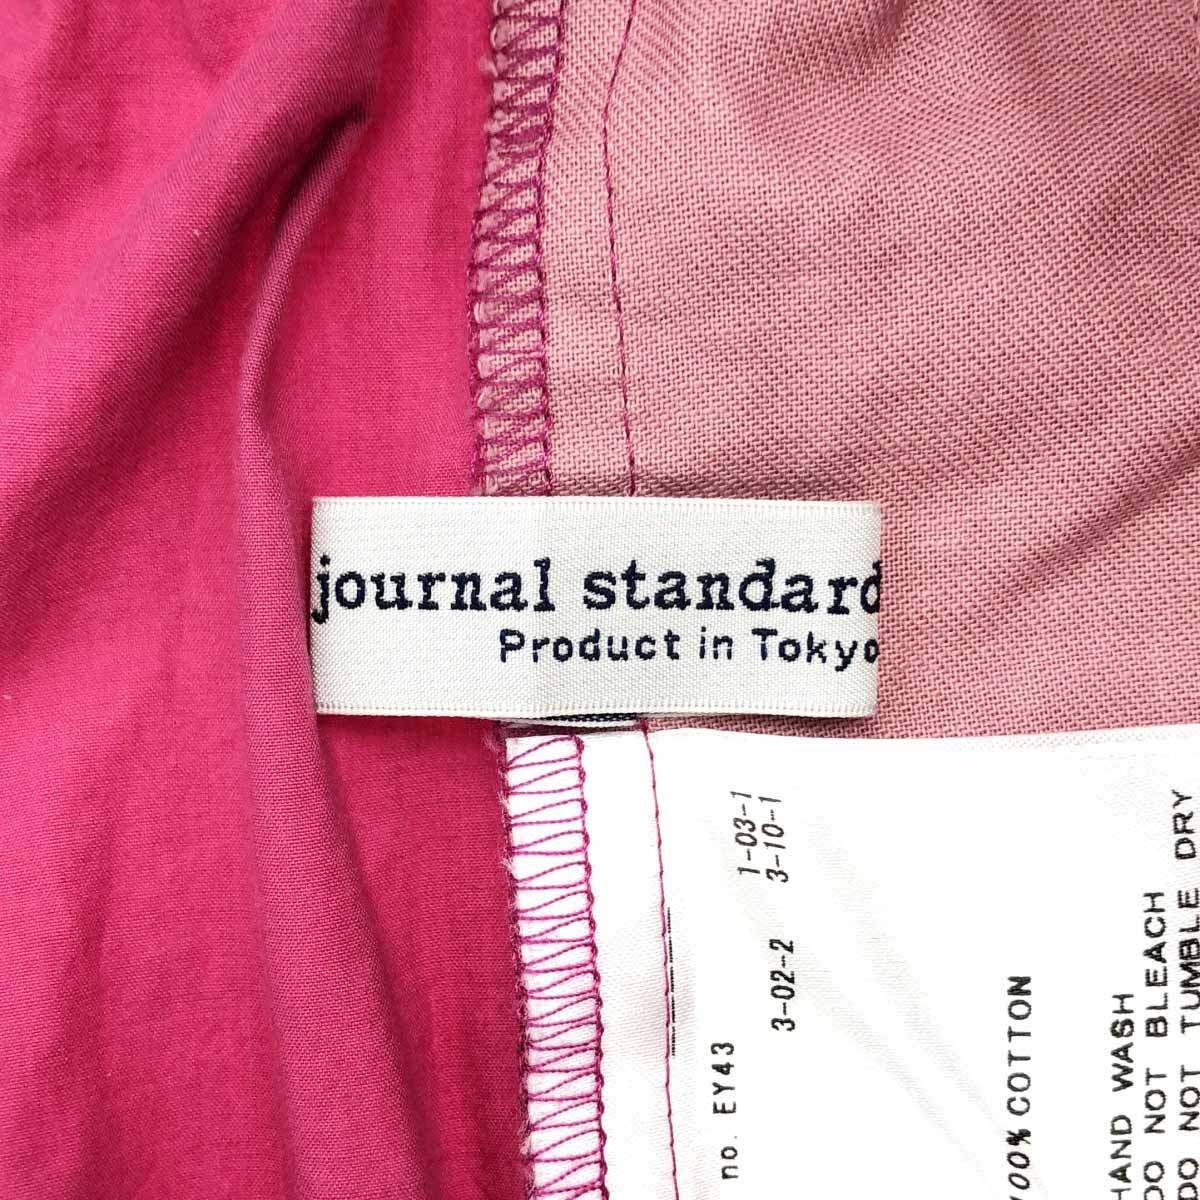 journal standard
Product in Tokyo
1-03-1
3-02-2 3-10-1
no. EY43
00% COTTON
HAND WASH
DO NOT BLEACH
DO NOT TUMBLE DRY